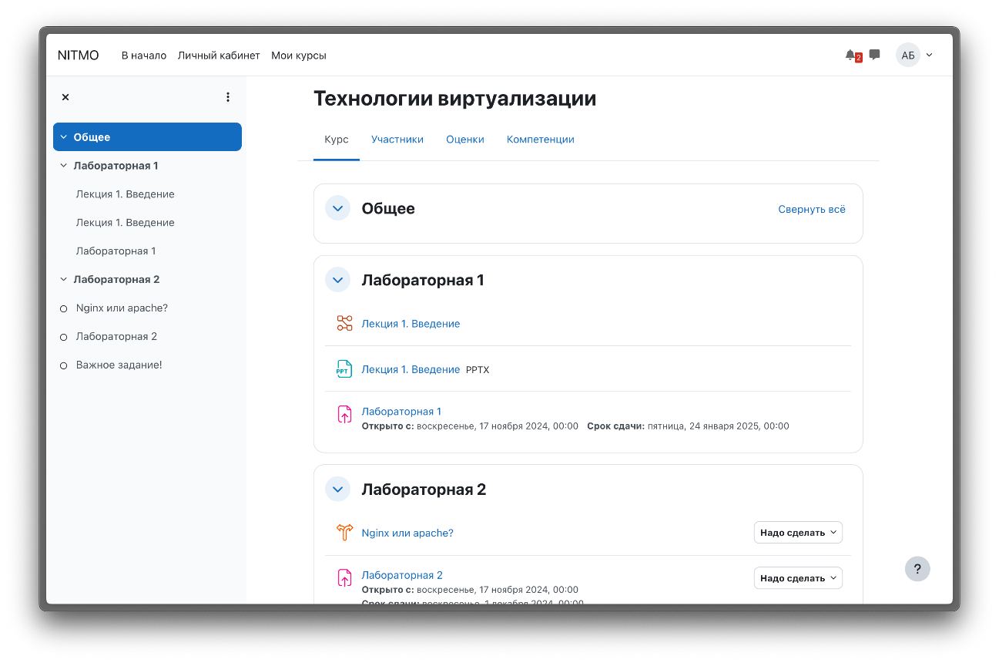 NITMO В начало Личный кабинет Мои курсы 2 АБ
Технологии виртуализации
Курс Участники Оценки Компетенции
Общее
Лабораторная 1
Лекция 1. Введение
Лекция 1. Введение
Лабораторная 1
Лабораторная 2
Nginx или apache?
Лабораторная 2
Важное задание!
Общее Свернуть всё
Лабораторная 1
Лекция 1. Введение
PPT Лекция 1. Введение PPTX
Лабораторная 1
Открыто с: воскресенье, 17 ноября 2024, 00:00 Срок сдачи: пятница, 24 января 2025, 00:00
Лабораторная 2
Nginx или apache? Надо сделать
Лабораторная 2 Надо сделать
Открыто с: воскресенье, 17 ноября 2024, 00:00
Срок сдачи: воскресенье, 1 декабря 2024, 00:00
?